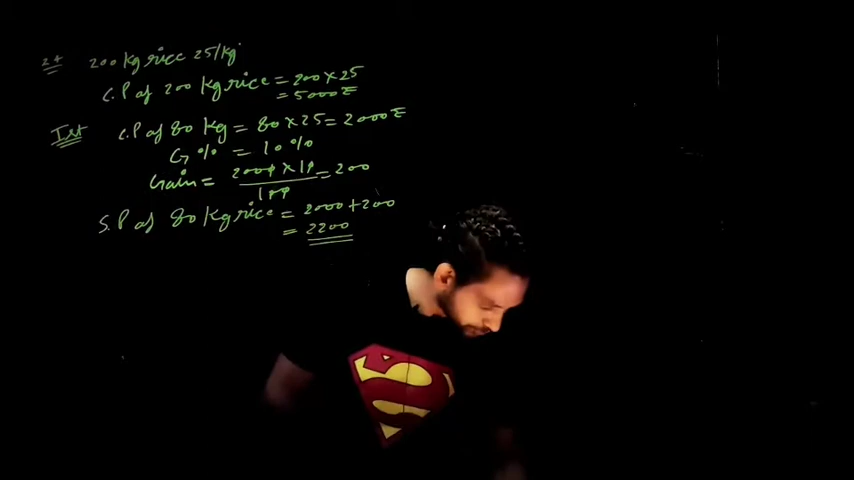 24 200 kg rice 25/kg
C.P of 200 kg rice = 200 × 25
= 5000 ₹
Ist C.P of 80 kg = 80 × 25 = 2000 ₹
G % = 10 %
Gain = 2000 × 10 / 100 = 200
S.P of 80 kg rice = 2000 + 200
= 2200
S